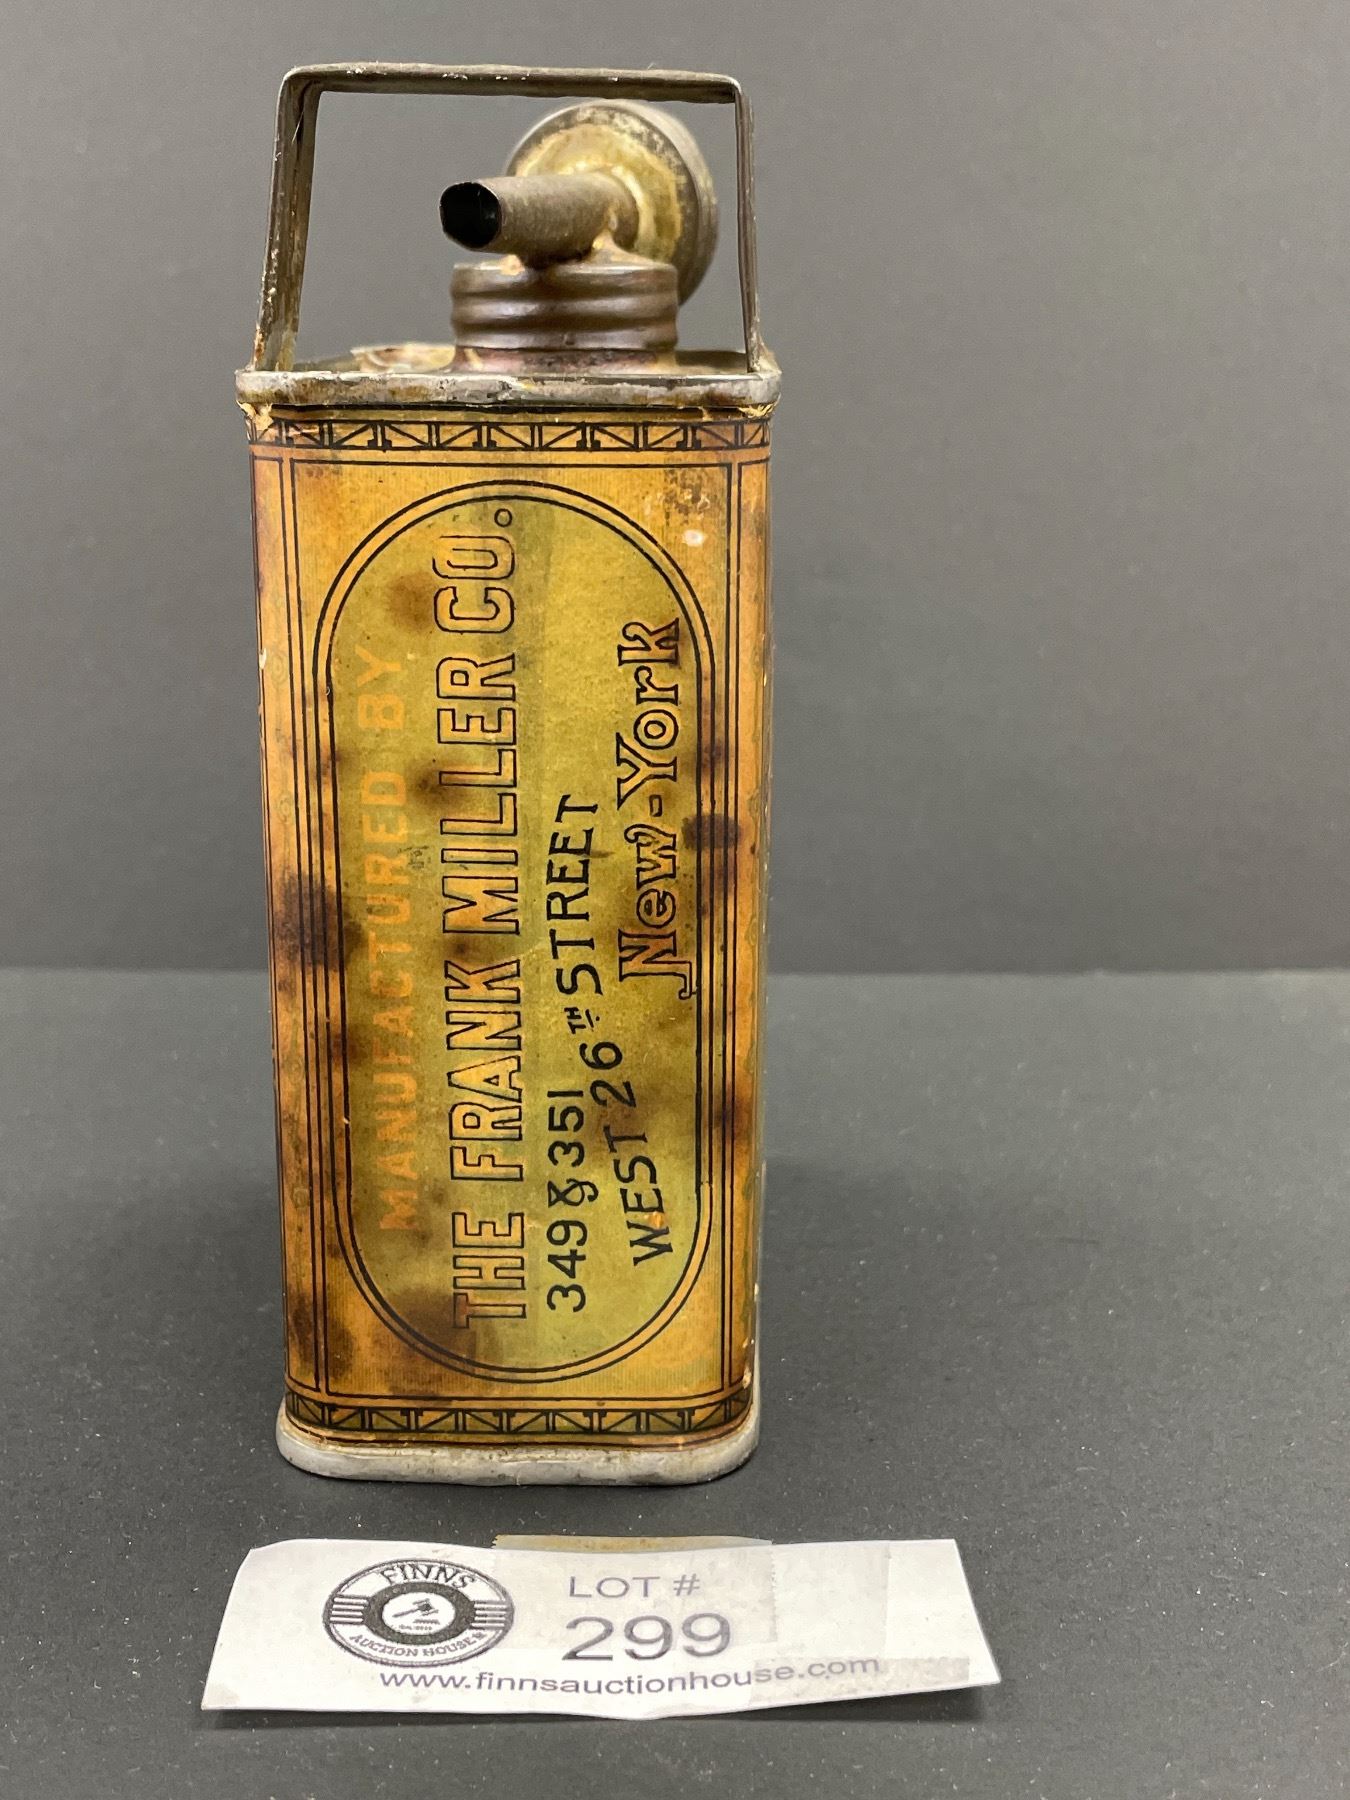 MANUFACTURED BY
THE FRANK MILLER CO.
349 & 351
WEST 26TH STREET
New-York
FINNS
AUCTION HOUSE
LOT #
299
www.finnsauctionhouse.com